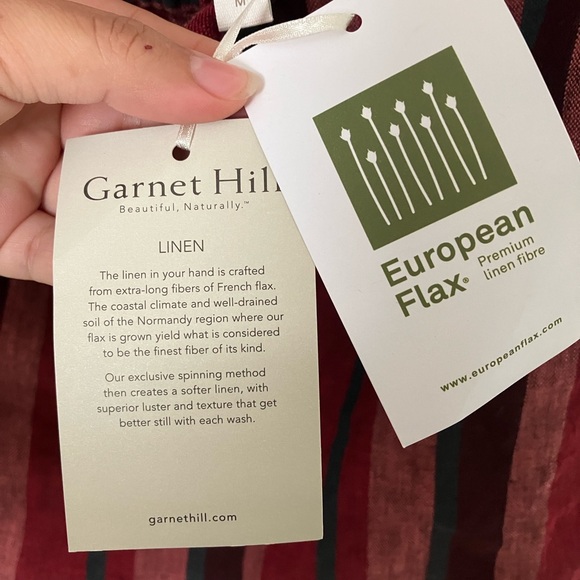 M
Garnet Hill
Beautiful, Naturally.™
LINEN
The linen in your hand is crafted
from extra-long fibers of French flax.
The coastal climate and well-drained
soil of the Normandy region where our
flax is grown yield what is considered
to be the finest fiber of its kind.
Our exclusive spinning method
then creates a softer linen, with
superior luster and texture that get
better still with each wash.
garnethill.com
European
Flax®
Premium
linen fibre
www.europeanflax.com